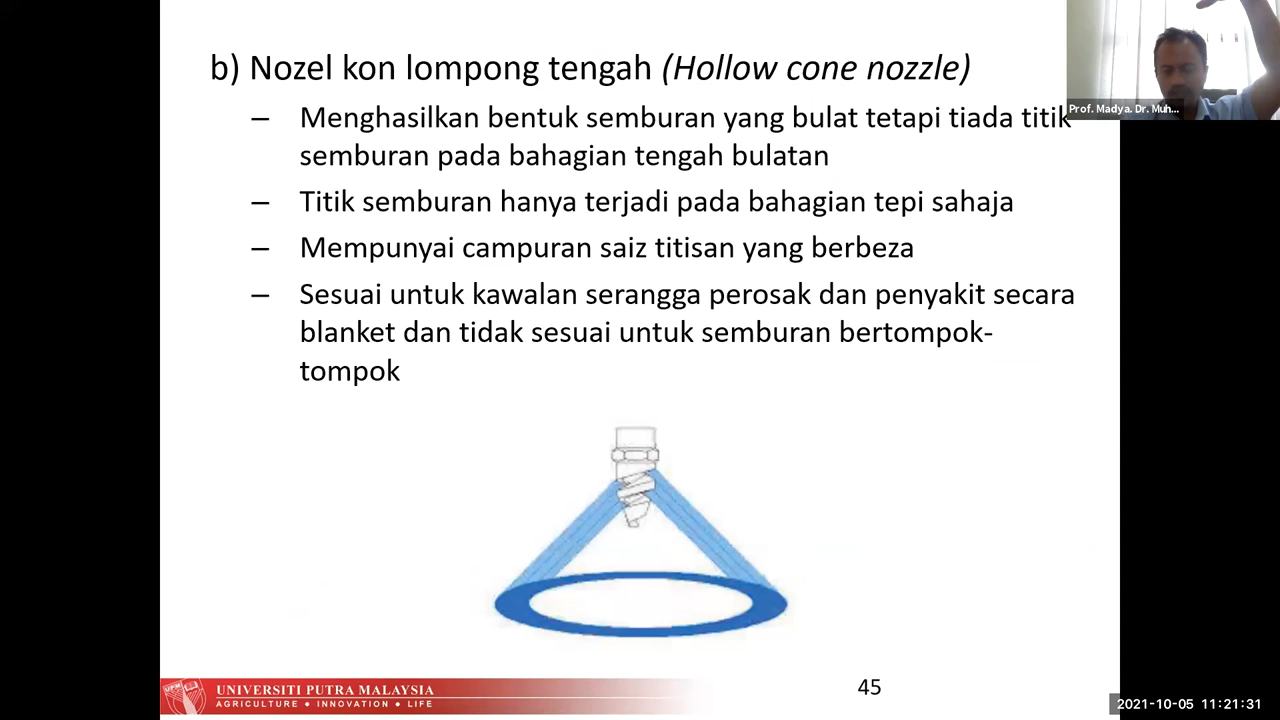 b) Nozel kon lompong tengah (Hollow cone nozzle)
– Menghasilkan bentuk semburan yang bulat tetapi tiada titik
semburan pada bahagian tengah bulatan
– Titik semburan hanya terjadi pada bahagian tepi sahaja
– Mempunyai campuran saiz titisan yang berbeza
– Sesuai untuk kawalan serangga perosak dan penyakit secara
blanket dan tidak sesuai untuk semburan bertompok-
tompok
Prof. Madya. Dr. Muh...
UPM
UNIVERSITI PUTRA MALAYSIA
AGRICULTURE • INNOVATION • LIFE
45
2021-10-05 11:21:31